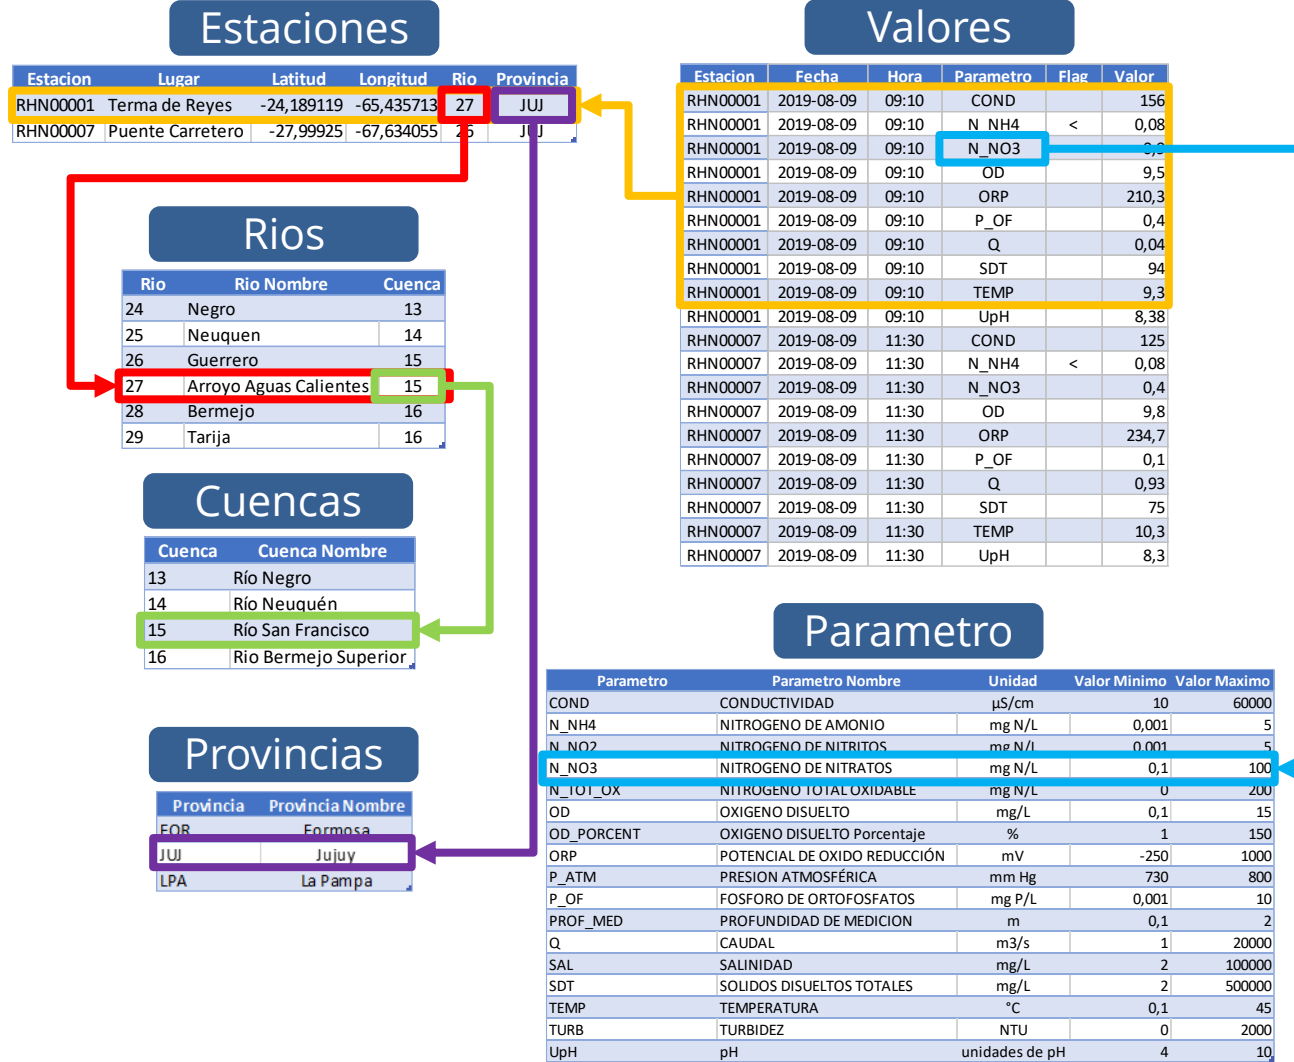 Estaciones
Estacion Lugar Latitud Longitud Rio Provincia
RHN00001 Terma de Reyes -24,189119 -65,435713 27 JUJ
RHN00007 Puente Carretero -27,99925 -67,634055 26 JUJ
Rios
Rio Rio Nombre Cuenca
24 Negro 13
25 Neuquen 14
26 Guerrero 15
27 Arroyo Aguas Calientes 15
28 Bermejo 16
29 Tarija 16
Cuencas
Cuenca Cuenca Nombre
13 Río Negro
14 Río Neuquén
15 Río San Francisco
16 Rio Bermejo Superior
Provincias
Provincia Provincia Nombre
FOR Formosa
JUJ Jujuy
LPA La Pampa
Valores
Estacion Fecha Hora Parametro Flag Valor
RHN00001 2019-08-09 09:10 COND 156
RHN00001 2019-08-09 09:10 N_NH4 < 0,08
RHN00001 2019-08-09 09:10 N_NO3
RHN00001 2019-08-09 09:10 OD 9,5
RHN00001 2019-08-09 09:10 ORP 210,3
RHN00001 2019-08-09 09:10 P_OF 0,4
RHN00001 2019-08-09 09:10 Q 0,04
RHN00001 2019-08-09 09:10 SDT 94
RHN00001 2019-08-09 09:10 TEMP 9,3
RHN00001 2019-08-09 09:10 UpH 8,38
RHN00007 2019-08-09 11:30 COND 125
RHN00007 2019-08-09 11:30 N_NH4 < 0,08
RHN00007 2019-08-09 11:30 N_NO3 0,4
RHN00007 2019-08-09 11:30 OD 9,8
RHN00007 2019-08-09 11:30 ORP 234,7
RHN00007 2019-08-09 11:30 P_OF 0,1
RHN00007 2019-08-09 11:30 Q 0,93
RHN00007 2019-08-09 11:30 SDT 75
RHN00007 2019-08-09 11:30 TEMP 10,3
RHN00007 2019-08-09 11:30 UpH 8,3
Parametro
Parametro Parametro Nombre Unidad Valor Minimo Valor Maximo
COND CONDUCTIVIDAD µS/cm 10 60000
N_NH4 NITROGENO DE AMONIO mg N/L 0,001 5
N_NO2 NITROGENO DE NITRITOS mg N/L 0,001 5
N_NO3 NITROGENO DE NITRATOS mg N/L 0,1 100
N_TOT_OX NITROGENO TOTAL OXIDABLE mg N/L 0 200
OD OXIGENO DISUELTO mg/L 0,1 15
OD_PORCENT OXIGENO DISUELTO Porcentaje % 1 150
ORP POTENCIAL DE OXIDO REDUCCIÓN mV -250 1000
P_ATM PRESION ATMOSFÉRICA mm Hg 730 800
P_OF FOSFORO DE ORTOFOSFATOS mg P/L 0,001 10
PROF_MED PROFUNDIDAD DE MEDICION m 0,1 2
Q CAUDAL m3/s 1 20000
SAL SALINIDAD mg/L 2 100000
SDT SOLIDOS DISUELTOS TOTALES mg/L 2 500000
TEMP TEMPERATURA °C 0,1 45
TURB TURBIDEZ NTU 0 2000
UpH pH unidades de pH 4 10